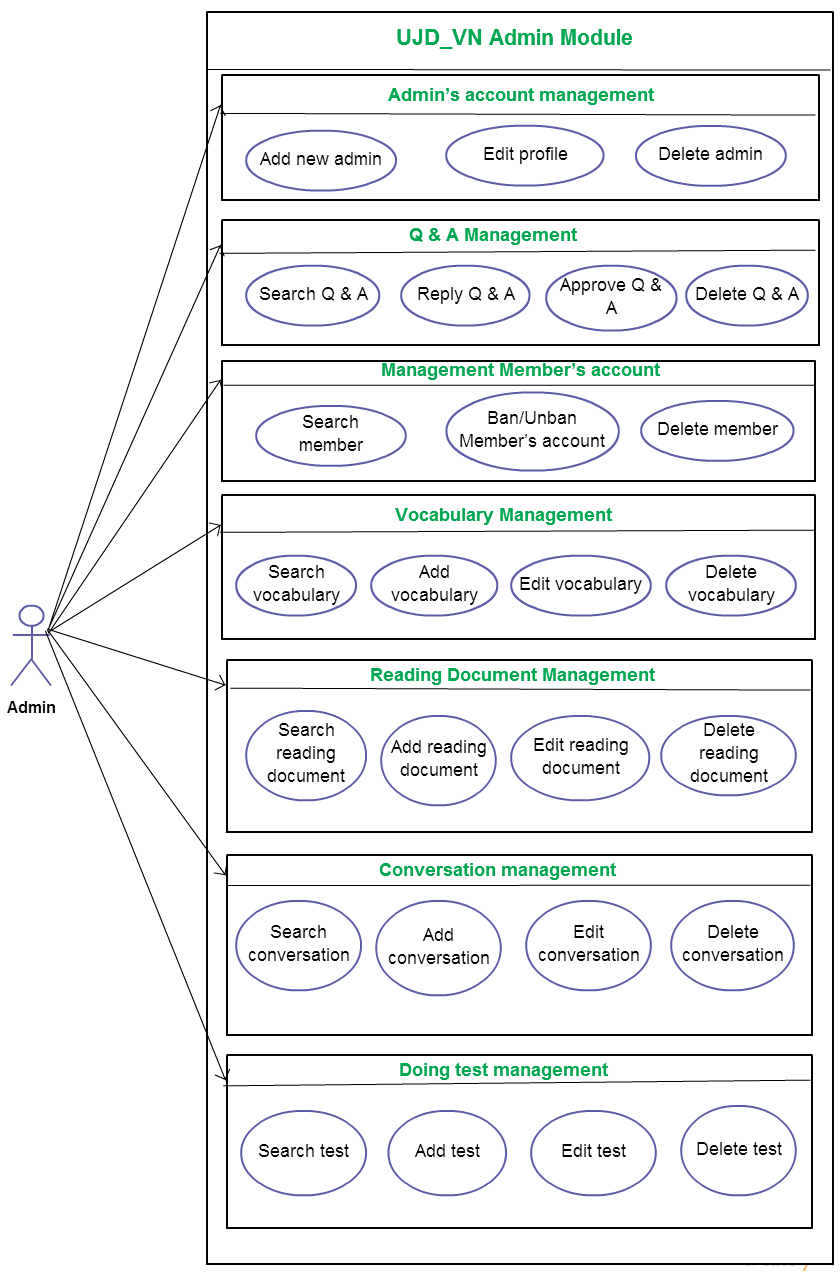 UJD_VN Admin Module
Admin’s account management
Add new admin
Edit profile
Delete admin
Q & A Management
Search Q & A
Reply Q & A
Approve Q &
A
Delete Q & A
Management Member’s account
Search
member
Ban/Unban
Member’s account
Delete member
Vocabulary Management
Search
vocabulary
Add
vocabulary
Edit vocabulary
Delete
vocabulary
Admin
Reading Document Management
Search
reading
document
Add reading
document
Edit reading
document
Delete
reading
document
Conversation management
Search
conversation
Add
conversation
Edit
conversation
Delete
conversation
Doing test management
Search test
Add test
Edit test
Delete test